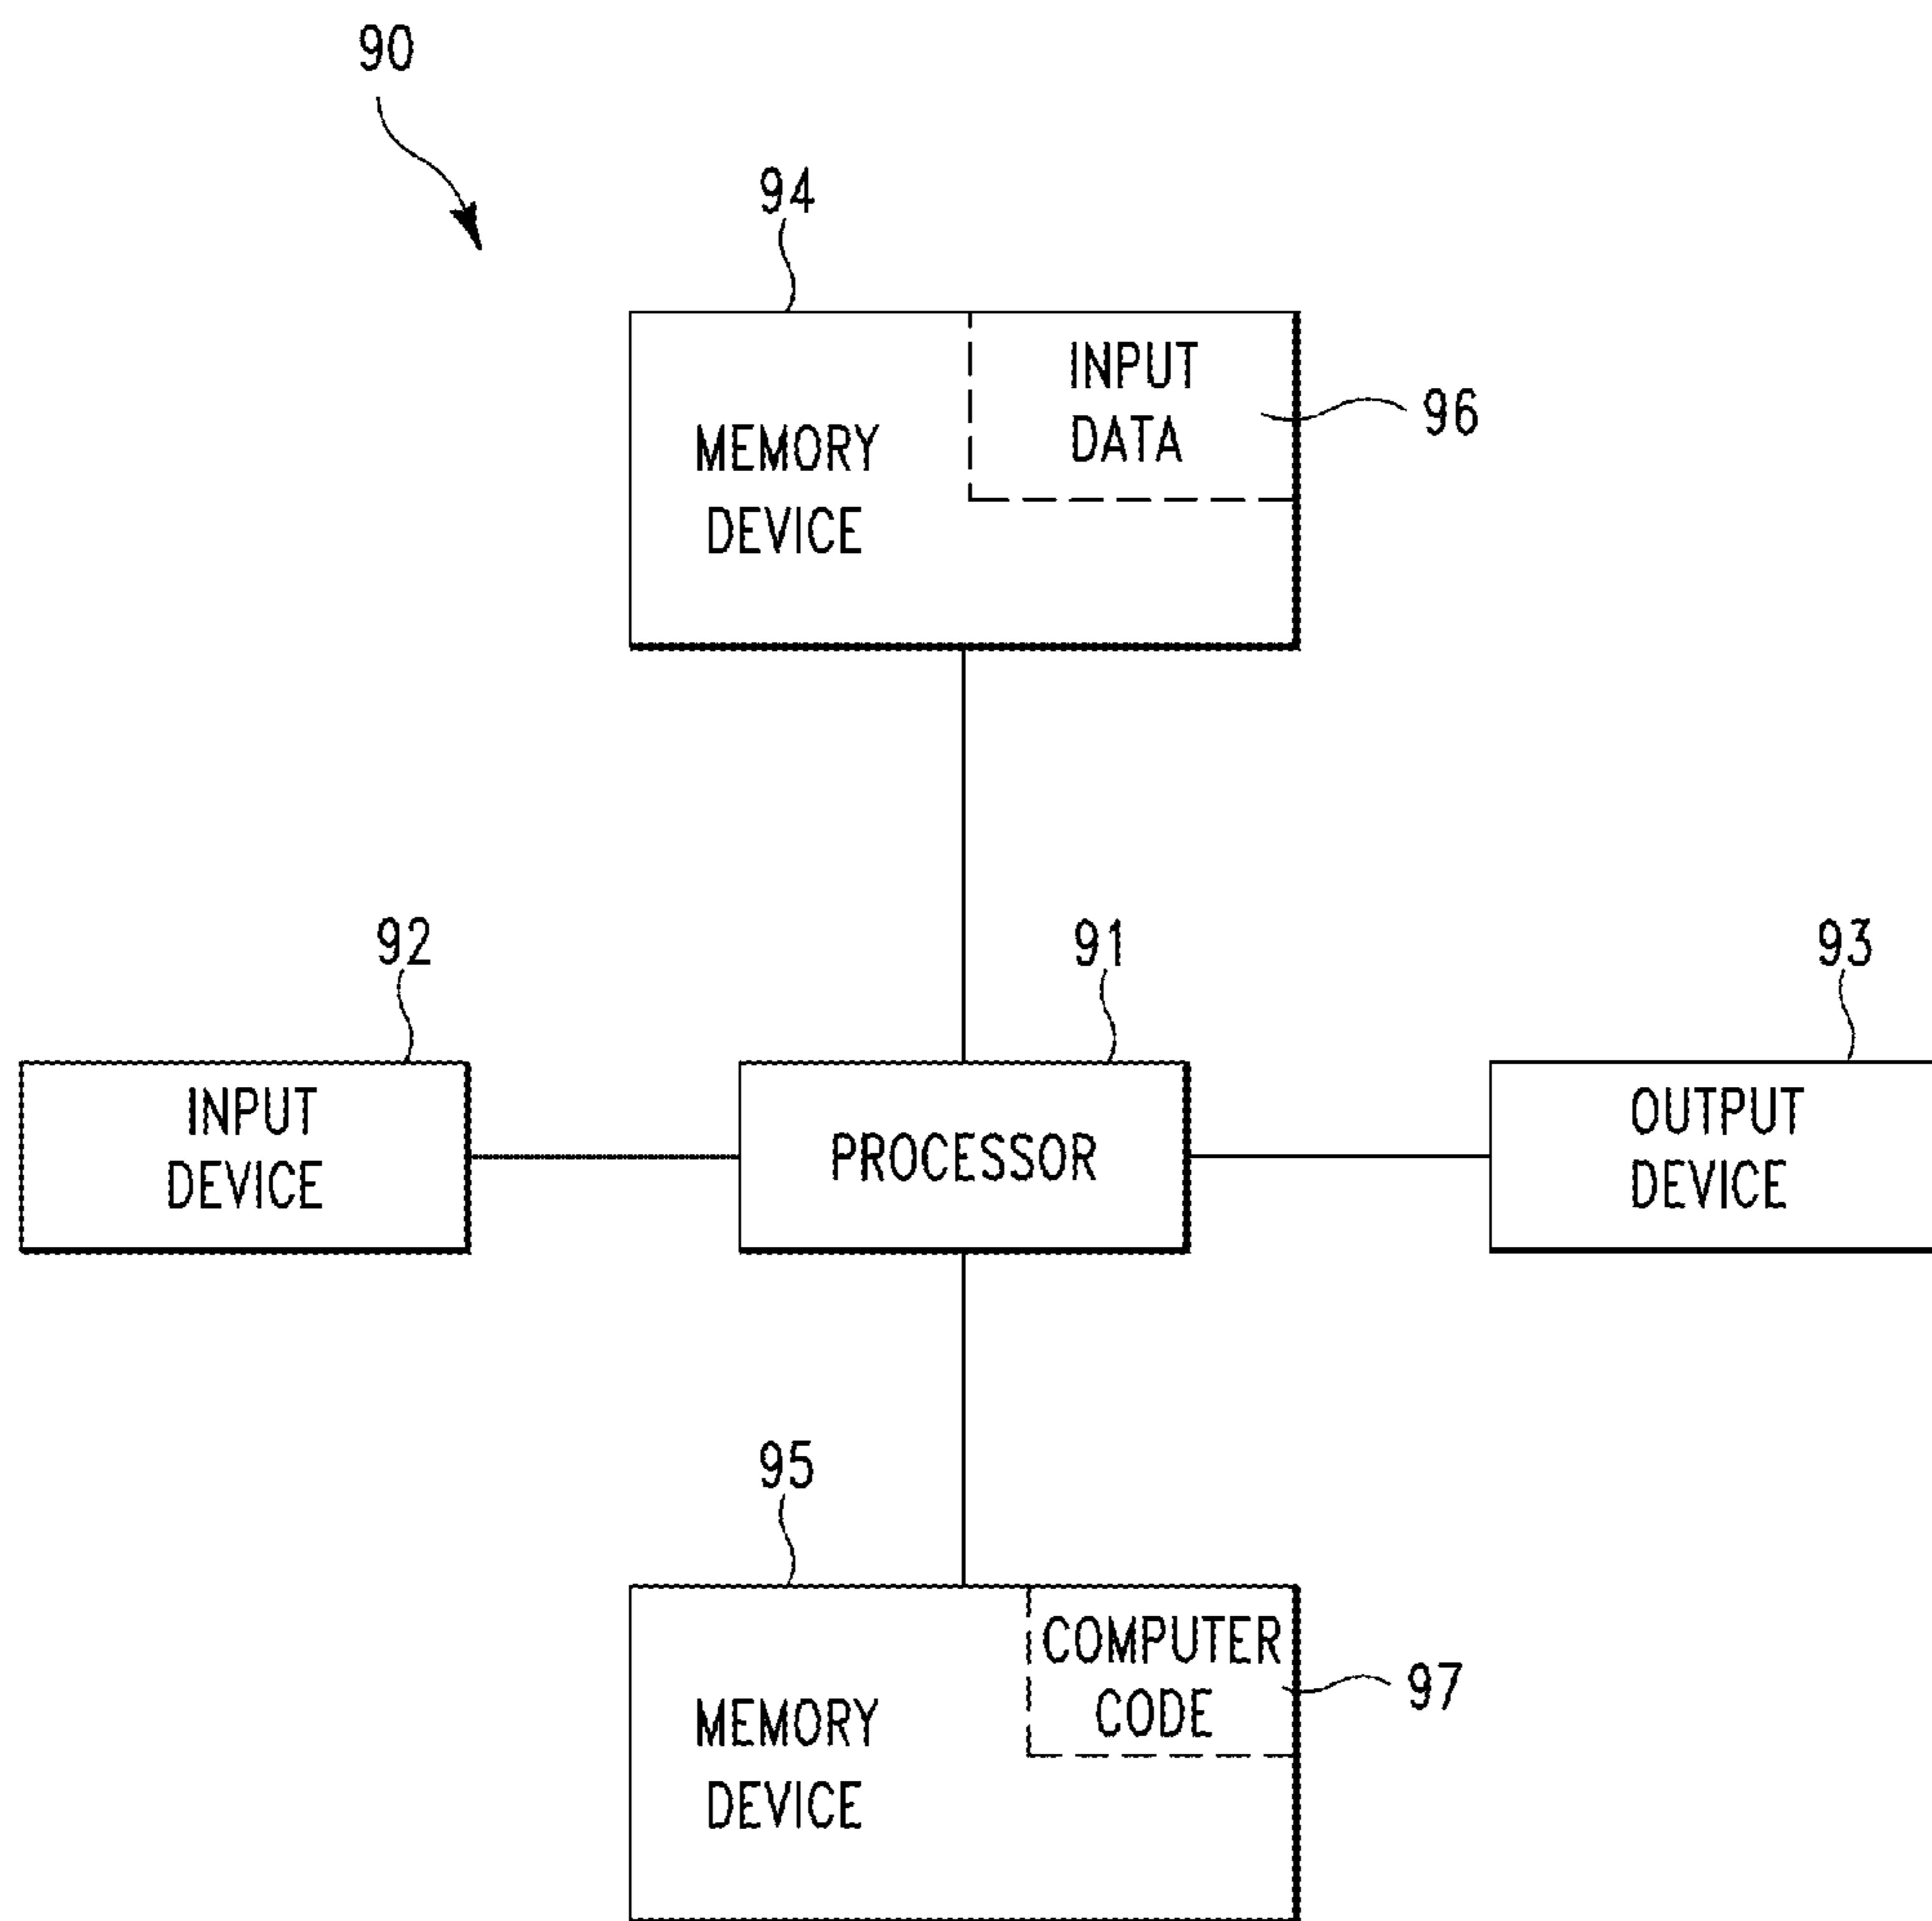 90
94
INPUT
DATA
96
MEMORY
DEVICE
92
91
93
INPUT
DEVICE
PROCESSOR
OUTPUT
DEVICE
95
COMPUTER
CODE
97
MEMORY
DEVICE